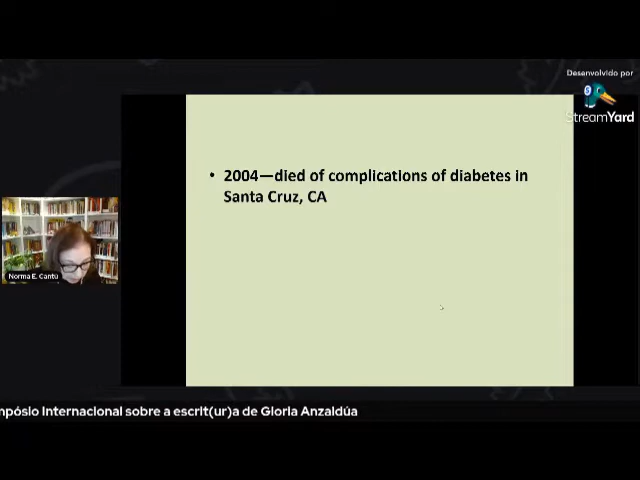 Desenvolvido por
StreamYard
• 2004—died of complications of diabetes in
Santa Cruz, CA
Norma E. Cantu
mpósio Internacional sobre a escrit(ur)a de Gloria Anzaldúa